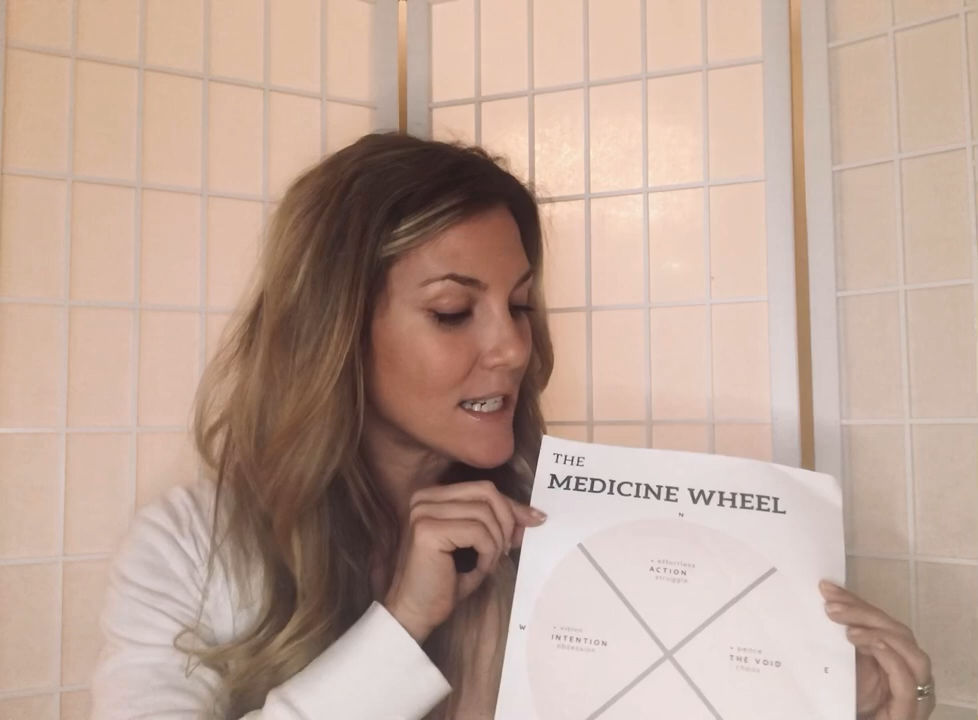 THE
MEDICINE WHEEL
N
+ effortless
ACTION
struggle
W
+ vision
INTENTION
obsession
+ peace
THE VOID
chaos
E